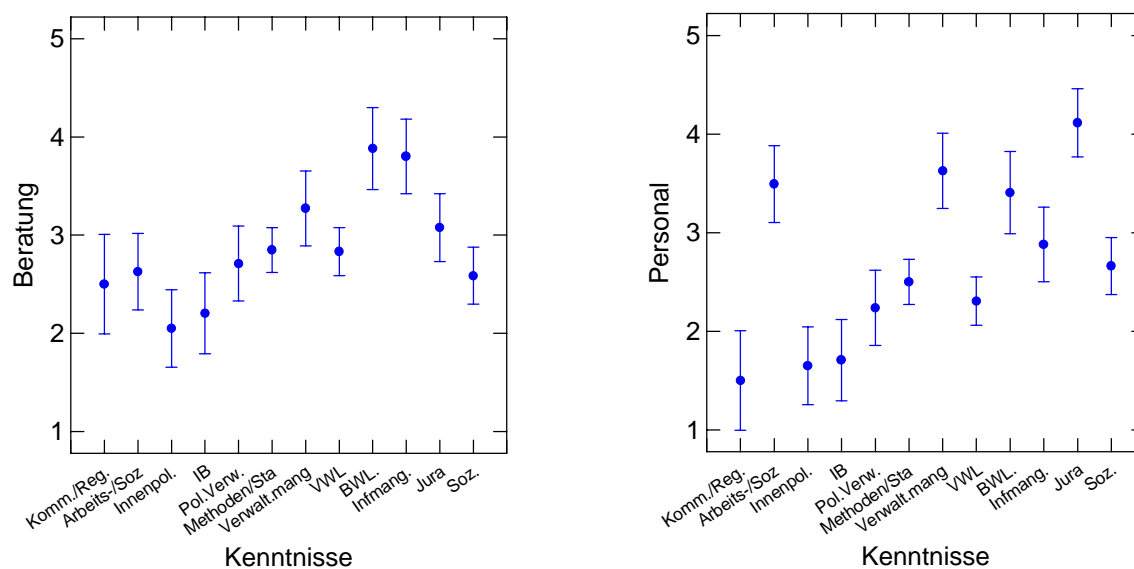 5
4
3
2
1
Beratung
Komm./Reg.
Arbeits-/Soz
Innenpol.
IB
Pol.Verw.
Methoden/Sta
Verwalt.mang
VWL
BWL.
Infmang.
Jura
Soz.
Kenntnisse
5
4
3
2
1
Personal
Komm./Reg.
Arbeits-/Soz
Innenpol.
IB
Pol.Verw.
Methoden/Sta
Verwalt.mang
VWL
BWL.
Infmang.
Jura
Soz.
Kenntnisse